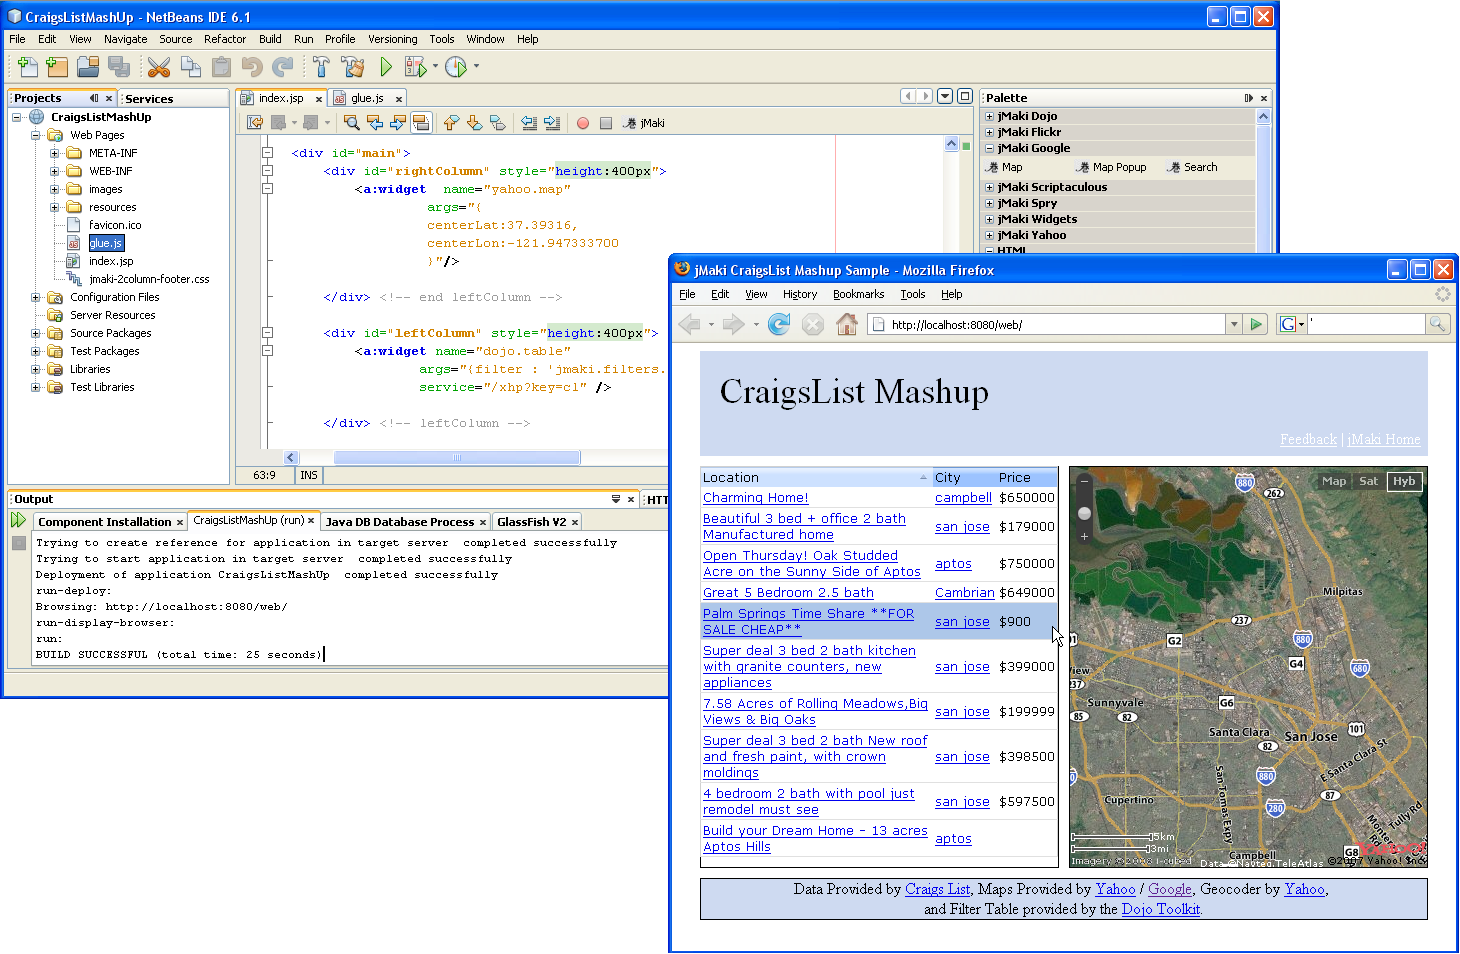 CraigsListMashUp - NetBeans IDE 6.1
File Edit View Navigate Source Refactor Build Run Profile Versioning Tools Window Help
Projects
Services
CraigsListMashUp
Web Pages
META-INF
WEB-INF
images
resources
favicon.ico
glue.js
index.jsp
jmaki-2column-footer.css
Configuration Files
Server Resources
Source Packages
Test Packages
Libraries
Test Libraries
index.jsp
glue.js
jMaki
<div id="main">
<div id="rightColumn" style="height:400px">
<a:widget name="yahoo.map"
args="{
centerLat:37.39316,
centerLon:-121.947333700
}"/>
</div> <!-- end leftColumn -->
<div id="leftColumn" style="height:400px">
<a:widget name="dojo.table"
args="{filter : 'jmaki.filters.
service="/xhp?key=cl" />
</div> <!-- leftColumn -->
63:9 INS
Palette
jMaki Dojo
jMaki Flickr
jMaki Google
Map Map Popup Search
jMaki Scriptaculous
jMaki Spry
jMaki Widgets
jMaki Yahoo
HTML
Output
HTT
Component Installation
CraigsListMashUp (run)
Java DB Database Process
GlassFish V2
Trying to create reference for application in target server completed successfully
Trying to start application in target server completed successfully
Deployment of application CraigsListMashUp completed successfully
run-deploy:
Browsing: http://localhost:8080/web/
run-display-browser:
run:
BUILD SUCCESSFUL (total time: 25 seconds)
jMaki CraigsList Mashup Sample - Mozilla Firefox
File Edit View History Bookmarks Tools Help
http://localhost:8080/web/
G
CraigsList Mashup
Feedback | jMaki Home
Location City Price
Charming Home! campbell $650000
Beautiful 3 bed + office 2 bath
Manufactured home
san jose $179000
Open Thursday! Oak Studded
Acre on the Sunny Side of Aptos
aptos $750000
Great 5 Bedroom 2.5 bath Cambrian $649000
Palm Springs Time Share **FOR
SALE CHEAP**
san jose $900
Super deal 3 bed 2 bath kitchen
with granite counters, new
appliances
san jose $399000
7.58 Acres of Rolling Meadows,Big
Views & Big Oaks
san jose $199999
Super deal 3 bed 2 bath New roof
and fresh paint, with crown
moldings
san jose $398500
4 bedroom 2 bath with pool just
remodel must see
san jose $597500
Build your Dream Home - 13 acres
Aptos Hills
aptos
Map Sat Hyb
880
262
Milpitas
237
G2
880
G4
680
View
237
Sunnyvale
G6
85
82
Santa Clara
San Jose
101
82
E Santa Clara St
San Tomas Expy
880
87
Cupertino
280
Tully Rd
Monter
5km
3mi
G8
YAHOO!
Campbell
Imagery ©2008 i-cubed
Data ©Navteq,TeleAtlas
©2007 Yahoo! Inc
Data Provided by Craigs List, Maps Provided by Yahoo / Google, Geocoder by Yahoo,
and Filter Table provided by the Dojo Toolkit.